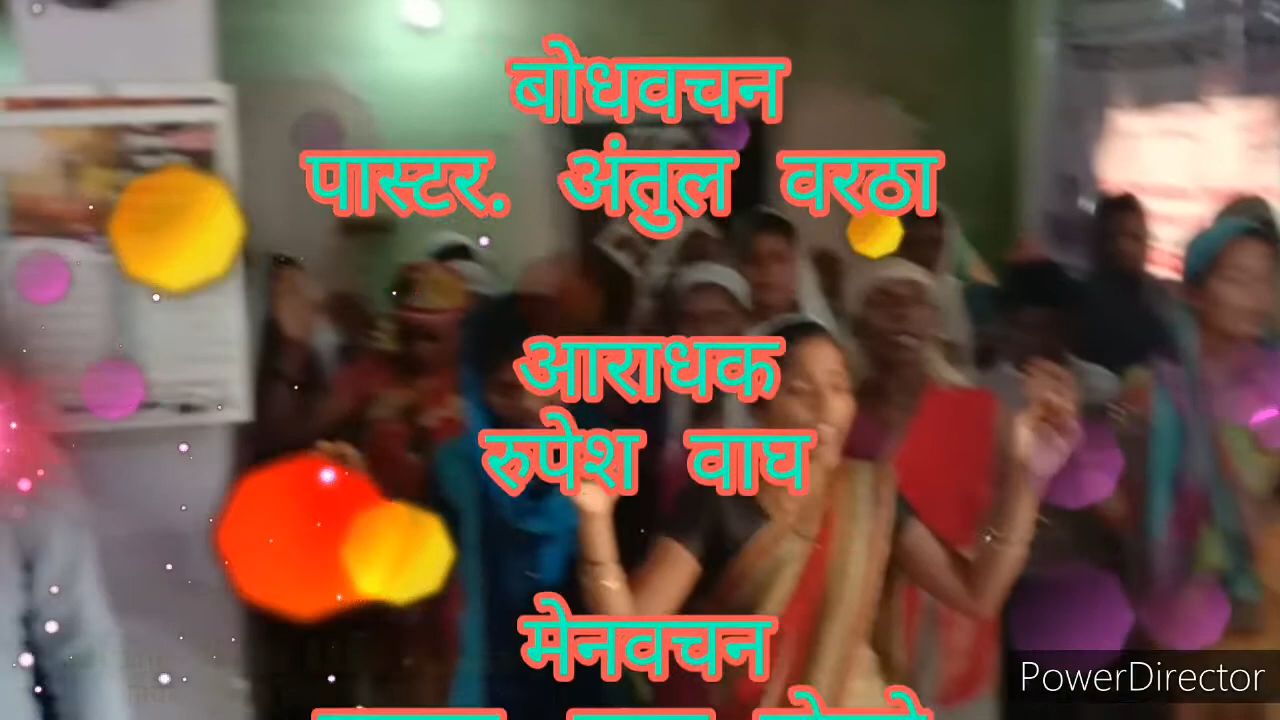 बोधवचन
पास्टर. अंतुल वरठा
आराधक
रुपेश वाघ
मेनवचन
PowerDirector